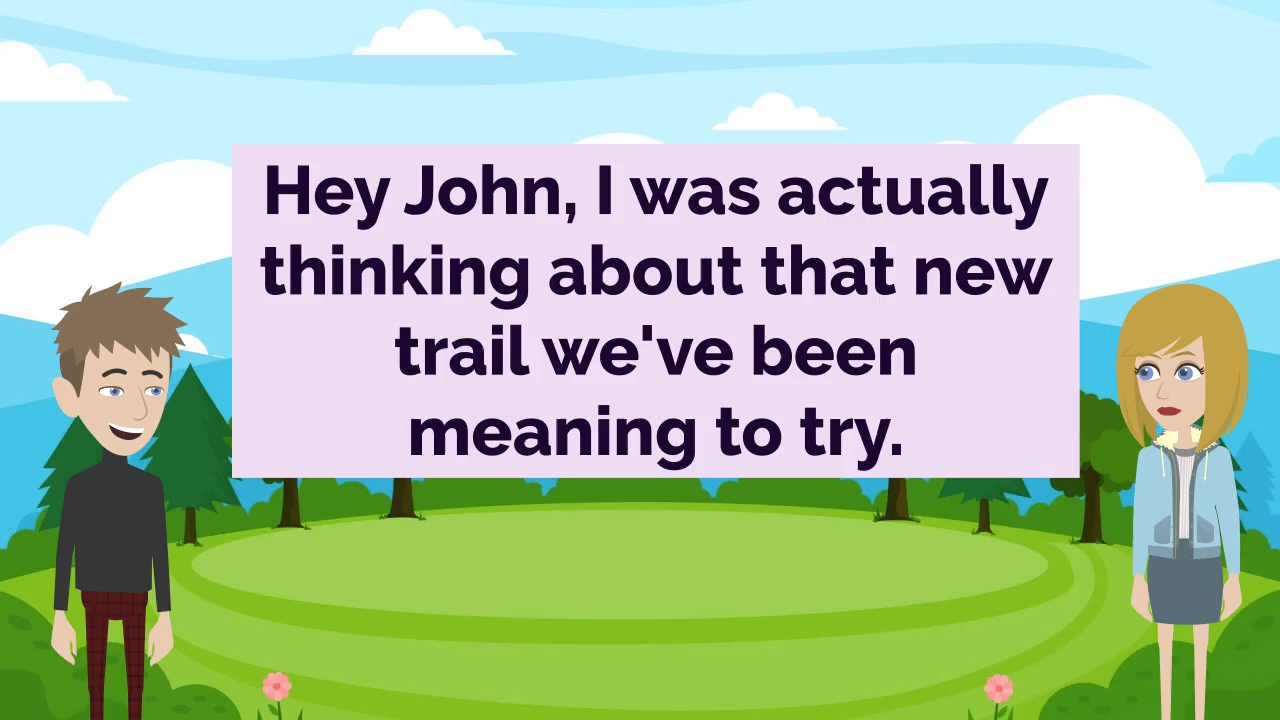 Hey John, I was actually
thinking about that new
trail we've been
meaning to try.